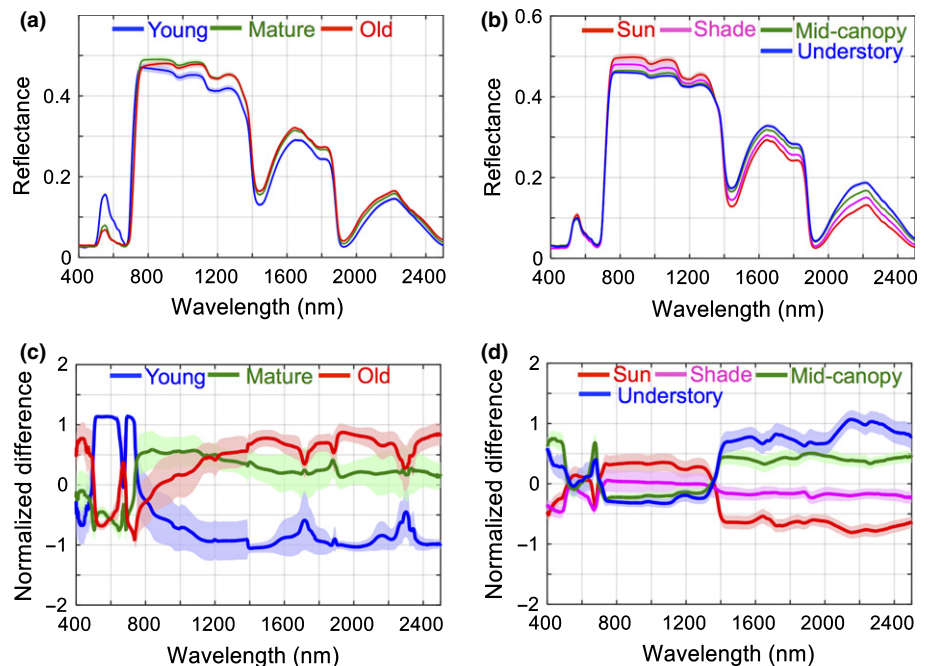 (a)
Young Mature Old
0.4
0.2
0
Reflectance
400 800 1200 1600 2000 2400
Wavelength (nm)
(b)
0.6
Sun Shade Mid-canopy
Understory
0.4
0.2
0
Reflectance
400 800 1200 1600 2000 2400
Wavelength (nm)
(c)
2
Young Mature Old
1
0
−1
−2
Normalized difference
400 800 1200 1600 2000 2400
Wavelength (nm)
(d)
2
Sun Shade Mid-canopy
Understory
1
0
−1
−2
Normalized difference
400 800 1200 1600 2000 2400
Wavelength (nm)